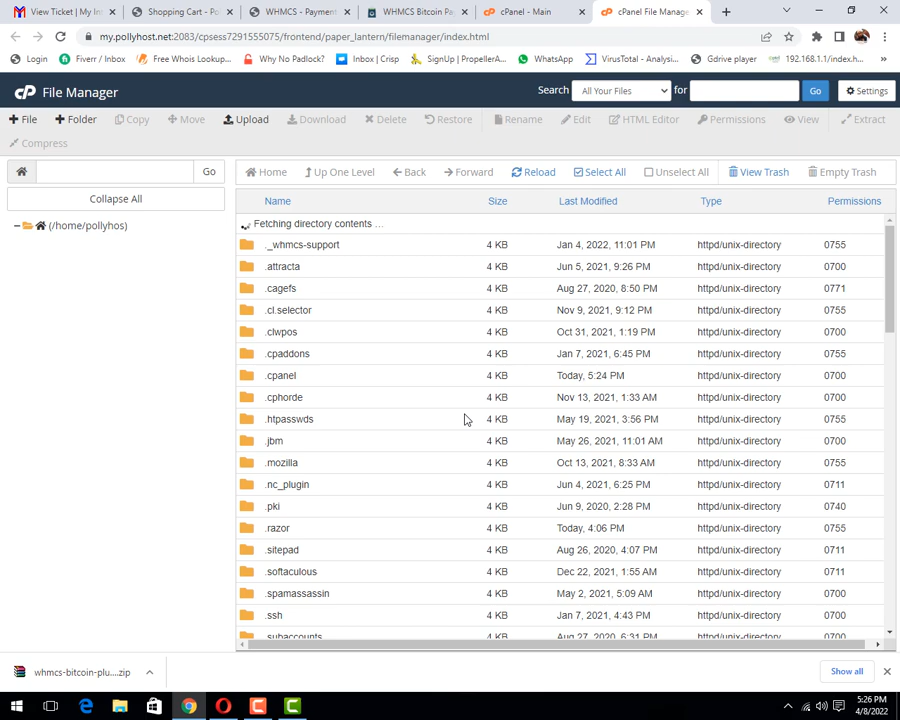 View Ticket | My In
Shopping Cart - Po
WHMCS - Payment
WHMCS Bitcoin Pa
cPanel - Main
cPanel File Manage
my.pollyhost.net:2083/cpsess7291555075/frontend/paper_lantern/filemanager/index.html
Login
Fiverr / Inbox
Free Whois Lookup...
Why No Padlock?
Inbox | Crisp
SignUp | PropellerA...
WhatsApp
VirusTotal - Analysi...
Gdrive player
192.168.1.1/index.h...
»
cP File Manager
Search All Your Files for Go Settings
File Folder Copy Move Upload Download Delete Restore Rename Edit HTML Editor Permissions View Extract
Compress
Go
Home Up One Level Back Forward Reload Select All Unselect All View Trash Empty Trash
Collapse All
(/home/pollyhos)
Name Size Last Modified Type Permissions
Fetching directory contents ...
._whmcs-support 4 KB Jan 4, 2022, 11:01 PM httpd/unix-directory 0755
.attracta 4 KB Jun 5, 2021, 9:26 PM httpd/unix-directory 0700
.cagefs 4 KB Aug 27, 2020, 8:50 PM httpd/unix-directory 0771
.cl.selector 4 KB Nov 9, 2021, 9:12 PM httpd/unix-directory 0755
.clwpos 4 KB Oct 31, 2021, 1:19 PM httpd/unix-directory 0700
.cpaddons 4 KB Jan 7, 2021, 6:45 PM httpd/unix-directory 0755
.cpanel 4 KB Today, 5:24 PM httpd/unix-directory 0700
.cphorde 4 KB Nov 13, 2021, 1:33 AM httpd/unix-directory 0700
.htpasswds 4 KB May 19, 2021, 3:56 PM httpd/unix-directory 0755
.jbm 4 KB May 26, 2021, 11:01 AM httpd/unix-directory 0700
.mozilla 4 KB Oct 13, 2021, 8:33 AM httpd/unix-directory 0755
.nc_plugin 4 KB Jun 4, 2021, 6:25 PM httpd/unix-directory 0711
.pki 4 KB Jun 9, 2020, 2:28 PM httpd/unix-directory 0740
.razor 4 KB Today, 4:06 PM httpd/unix-directory 0755
.sitepad 4 KB Aug 26, 2020, 4:07 PM httpd/unix-directory 0711
.softaculous 4 KB Dec 22, 2021, 1:55 AM httpd/unix-directory 0711
.spamassassin 4 KB May 2, 2021, 5:09 AM httpd/unix-directory 0700
.ssh 4 KB Jan 7, 2021, 4:43 PM httpd/unix-directory 0700
.subaccounts 4 KB Aug 27, 2020, 6:31 PM httpd/unix-directory 0700
whmcs-bitcoin-plu....zip
Show all
5:26 PM
4/8/2022